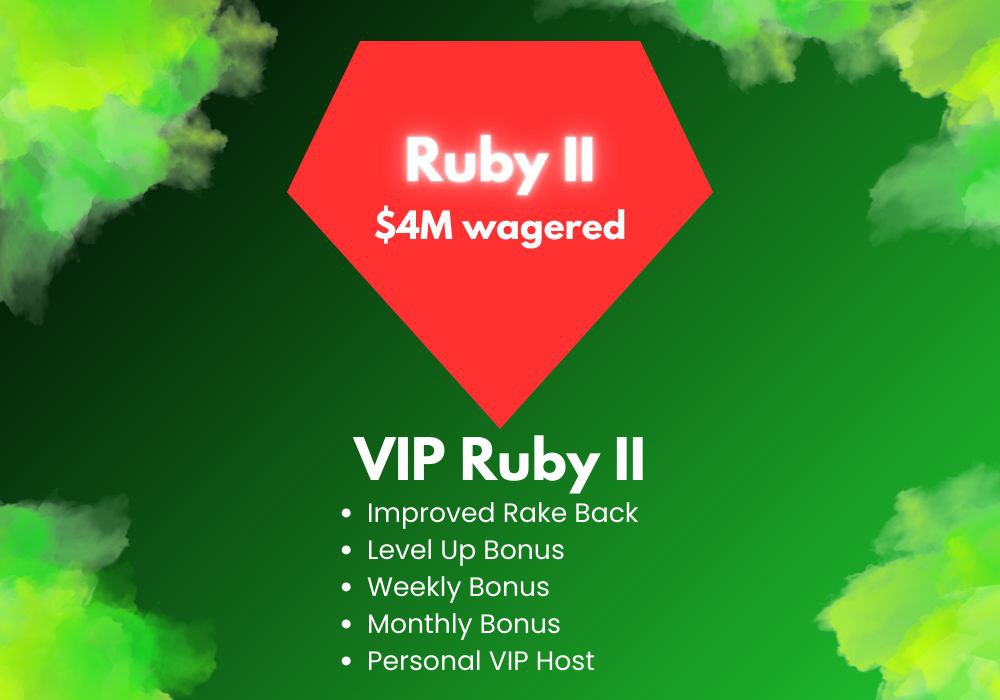 Ruby II
$4M wagered
VIP Ruby II
• Improved Rake Back
• Level Up Bonus
• Weekly Bonus
• Monthly Bonus
• Personal VIP Host